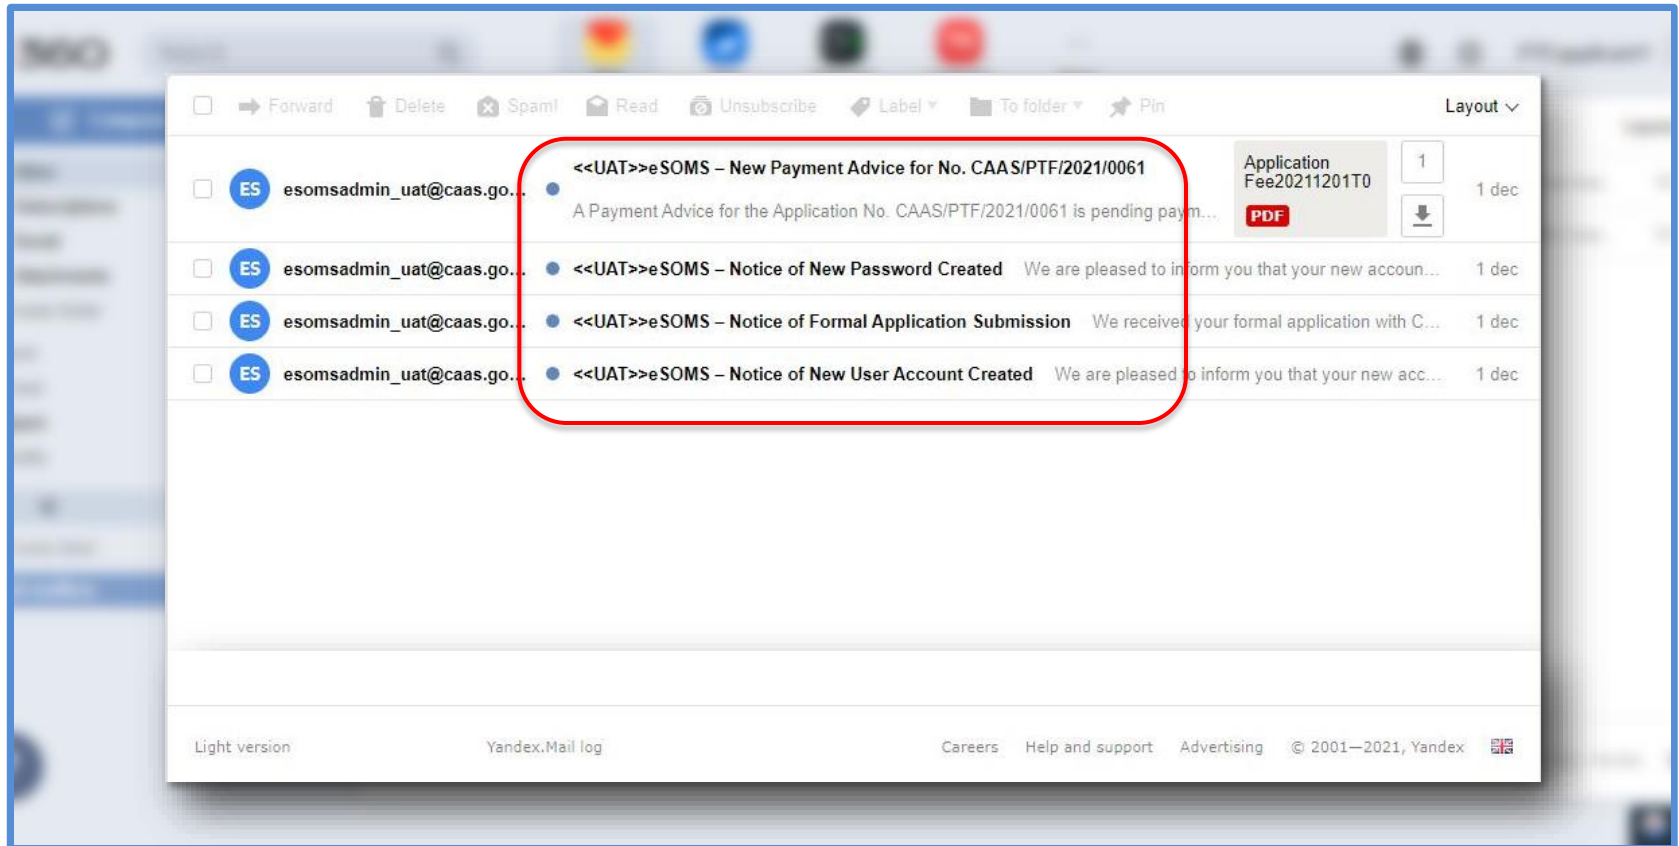 360
Forward Delete Spam! Read Unsubscribe Label To folder Pin Layout
ES esomsadmin_uat@caas.go... <<UAT>>eSOMS – New Payment Advice for No. CAAS/PTF/2021/0061
A Payment Advice for the Application No. CAAS/PTF/2021/0061 is pending paym...
Application
Fee20211201T0
PDF
1
1 dec
ES esomsadmin_uat@caas.go... <<UAT>>eSOMS – Notice of New Password Created We are pleased to inform you that your new accoun... 1 dec
ES esomsadmin_uat@caas.go... <<UAT>>eSOMS – Notice of Formal Application Submission We received your formal application with C... 1 dec
ES esomsadmin_uat@caas.go... <<UAT>>eSOMS – Notice of New User Account Created We are pleased to inform you that your new acc... 1 dec
Light version Yandex.Mail log Careers Help and support Advertising © 2001—2021, Yandex